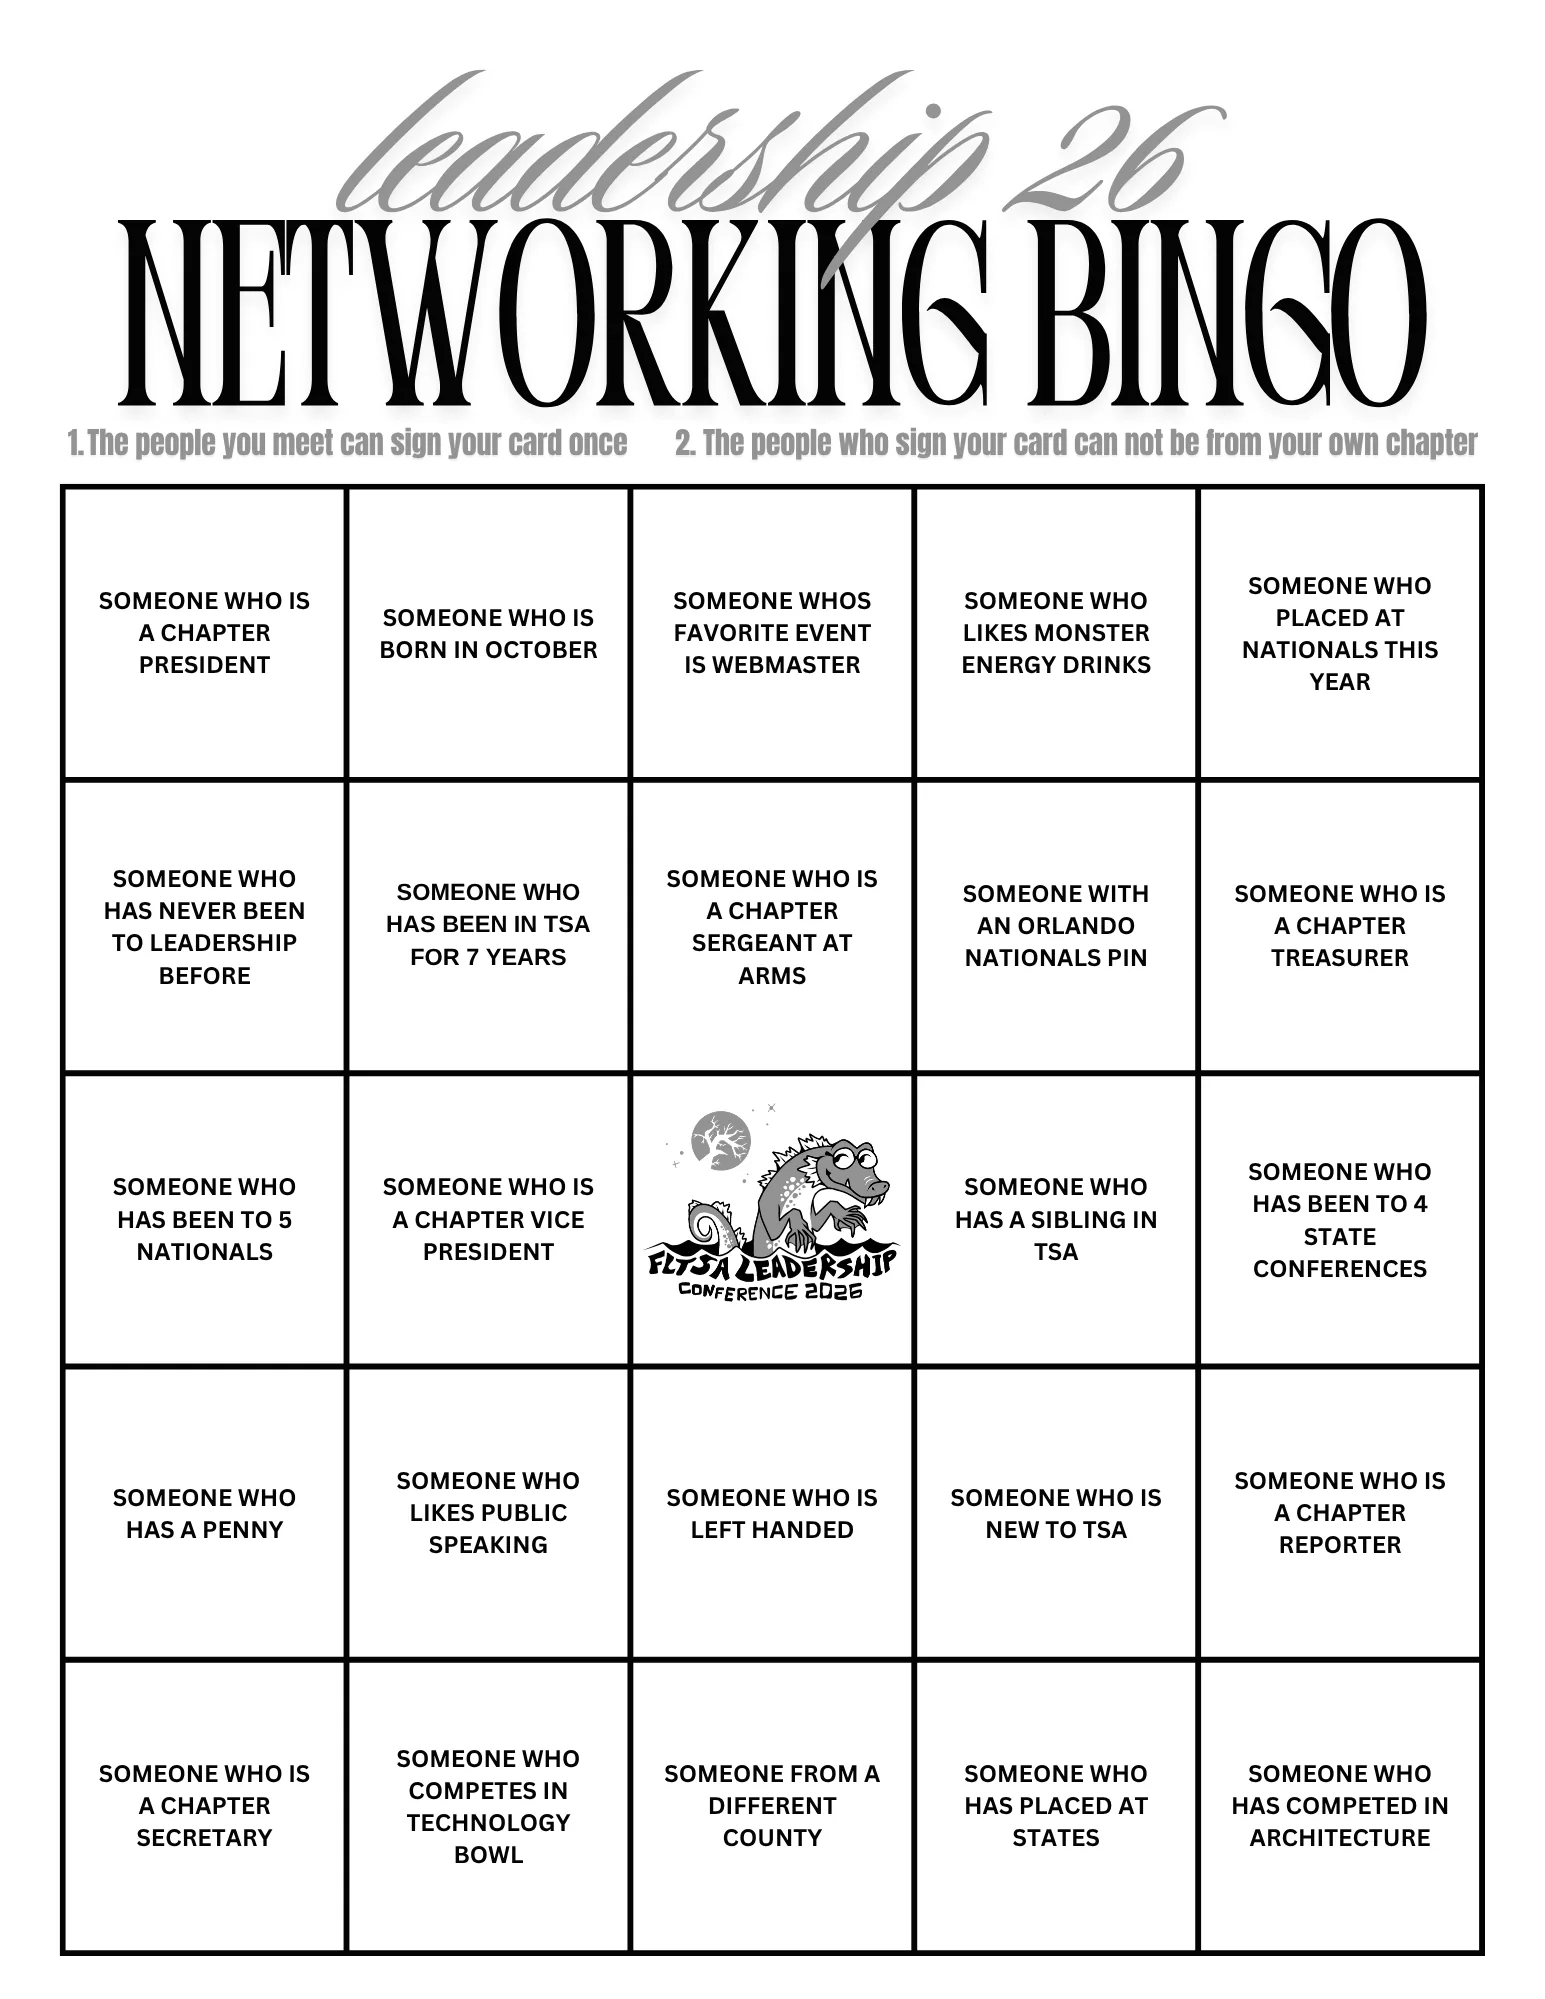 leadership 26
NETWORKING BINGO
1. The people you meet can sign your card once 2. The people who sign your card can not be from your own chapter
SOMEONE WHO IS
A CHAPTER
PRESIDENT
SOMEONE WHO IS
BORN IN OCTOBER
SOMEONE WHOS
FAVORITE EVENT
IS WEBMASTER
SOMEONE WHO
LIKES MONSTER
ENERGY DRINKS
SOMEONE WHO
PLACED AT
NATIONALS THIS
YEAR
SOMEONE WHO
HAS NEVER BEEN
TO LEADERSHIP
BEFORE
SOMEONE WHO
HAS BEEN IN TSA
FOR 7 YEARS
SOMEONE WHO IS
A CHAPTER
SERGEANT AT
ARMS
SOMEONE WITH
AN ORLANDO
NATIONALS PIN
SOMEONE WHO IS
A CHAPTER
TREASURER
SOMEONE WHO
HAS BEEN TO 5
NATIONALS
SOMEONE WHO IS
A CHAPTER VICE
PRESIDENT
FLTSA LEADERSHIP
CONFERENCE 2026
SOMEONE WHO
HAS A SIBLING IN
TSA
SOMEONE WHO
HAS BEEN TO 4
STATE
CONFERENCES
SOMEONE WHO
HAS A PENNY
SOMEONE WHO
LIKES PUBLIC
SPEAKING
SOMEONE WHO IS
LEFT HANDED
SOMEONE WHO IS
NEW TO TSA
SOMEONE WHO IS
A CHAPTER
REPORTER
SOMEONE WHO IS
A CHAPTER
SECRETARY
SOMEONE WHO
COMPETES IN
TECHNOLOGY
BOWL
SOMEONE FROM A
DIFFERENT
COUNTY
SOMEONE WHO
HAS PLACED AT
STATES
SOMEONE WHO
HAS COMPETED IN
ARCHITECTURE